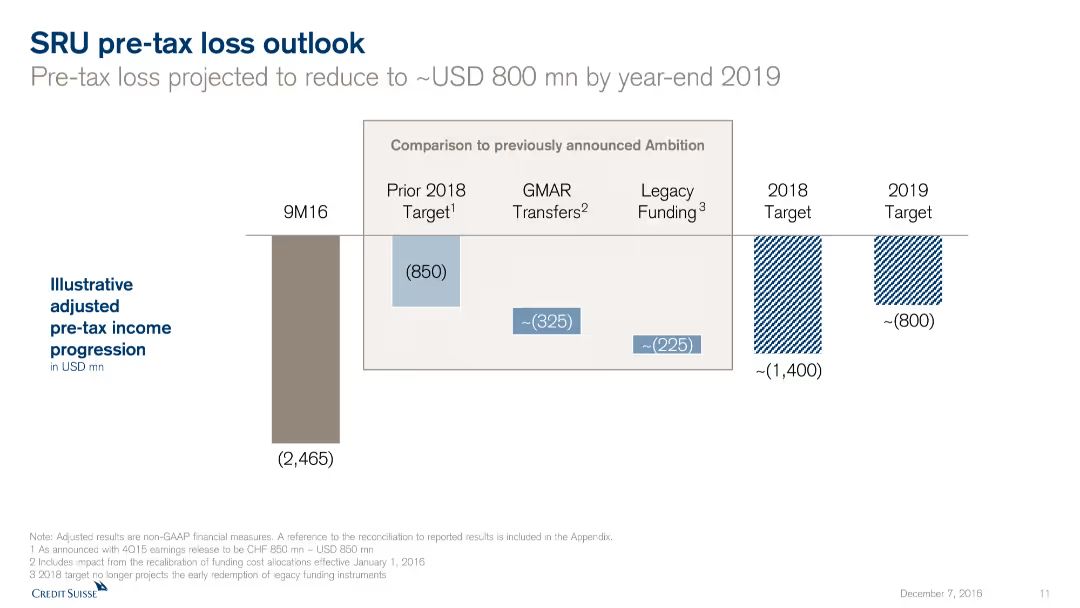 SRU pre-tax loss outlook
Pre-tax loss projected to reduce to ~USD 800 mn by year-end 2019
Comparison to previously announced Ambition
9M16
Prior 2018
Target1
GMAR
Transfers2
Legacy
Funding3
2018
Target
2019
Target
Illustrative
adjusted
pre-tax income
progression
in USD mn
(2,465)
(850)
~(325)
~(225)
~(1,400)
~(800)
Note: Adjusted results are non-GAAP financial measures. A reference to the reconciliation to reported results is included in the Appendix.
1 As announced with 4Q15 earnings release to be CHF 850 mn ~ USD 850 mn
2 Includes impact from the recalibration of funding cost allocations effective January 1, 2016
3 2018 target no longer projects the early redemption of legacy funding instruments
CREDIT SUISSE
December 7, 2016
11